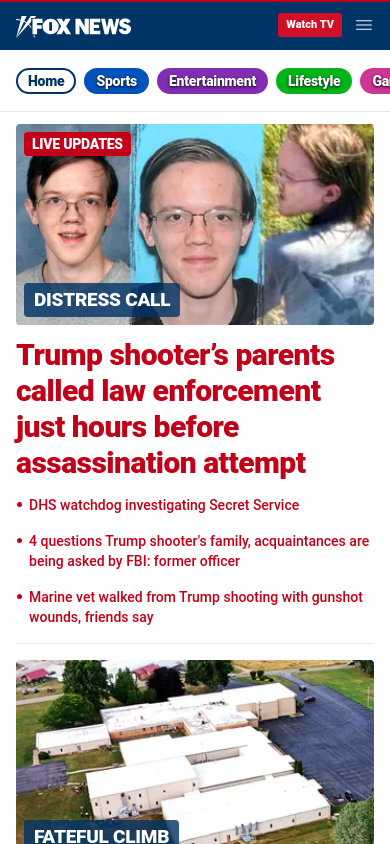 FOX NEWS
Watch TV
Home
Sports
Entertainment
Lifestyle
LIVE UPDATES
DISTRESS CALL
Trump shooter’s parents
called law enforcement
just hours before
assassination attempt
• DHS watchdog investigating Secret Service
• 4 questions Trump shooter's family, acquaintances are
being asked by FBI: former officer
• Marine vet walked from Trump shooting with gunshot
wounds, friends say
FATEFUL CLIMB